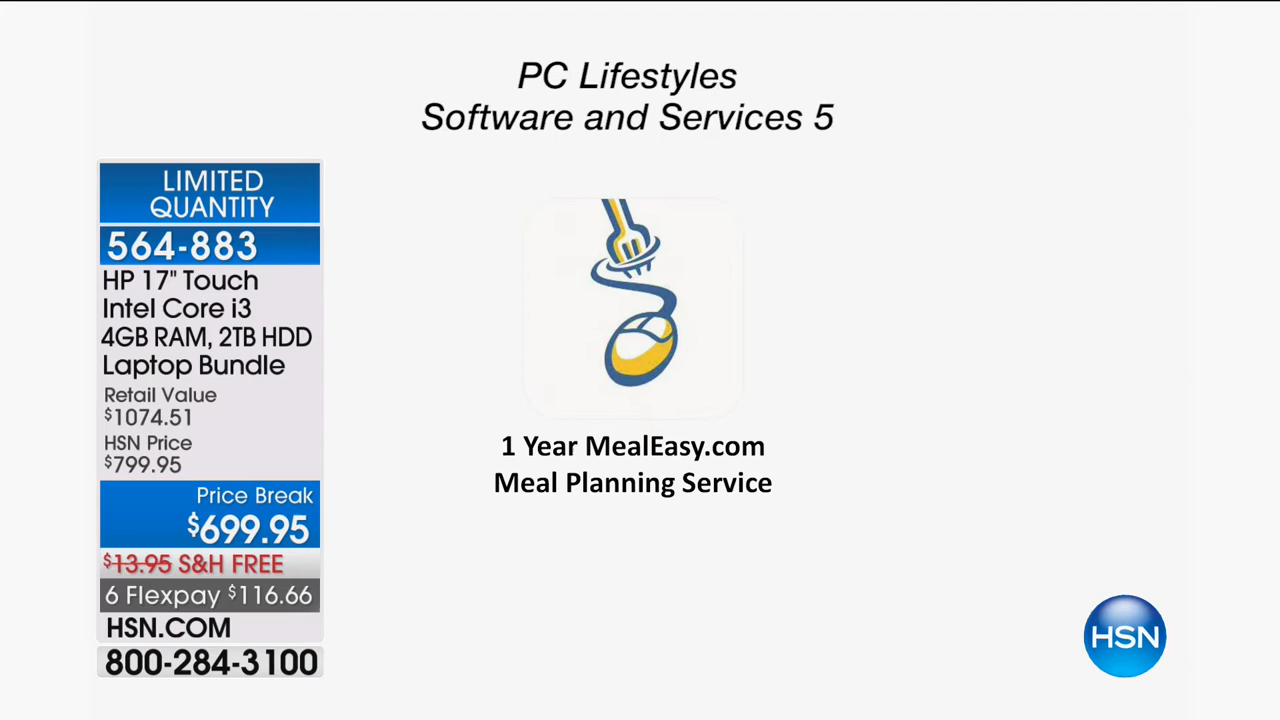 PC Lifestyles
Software and Services 5
LIMITED
QUANTITY
564-883
HP 17" Touch
Intel Core i3
4GB RAM, 2TB HDD
Laptop Bundle
Retail Value
$1074.51
HSN Price
$799.95
Price Break
$699.95
$13.95 S&H FREE
6 Flexpay $116.66
HSN.COM
800-284-3100
1 Year MealEasy.com
Meal Planning Service
HSN